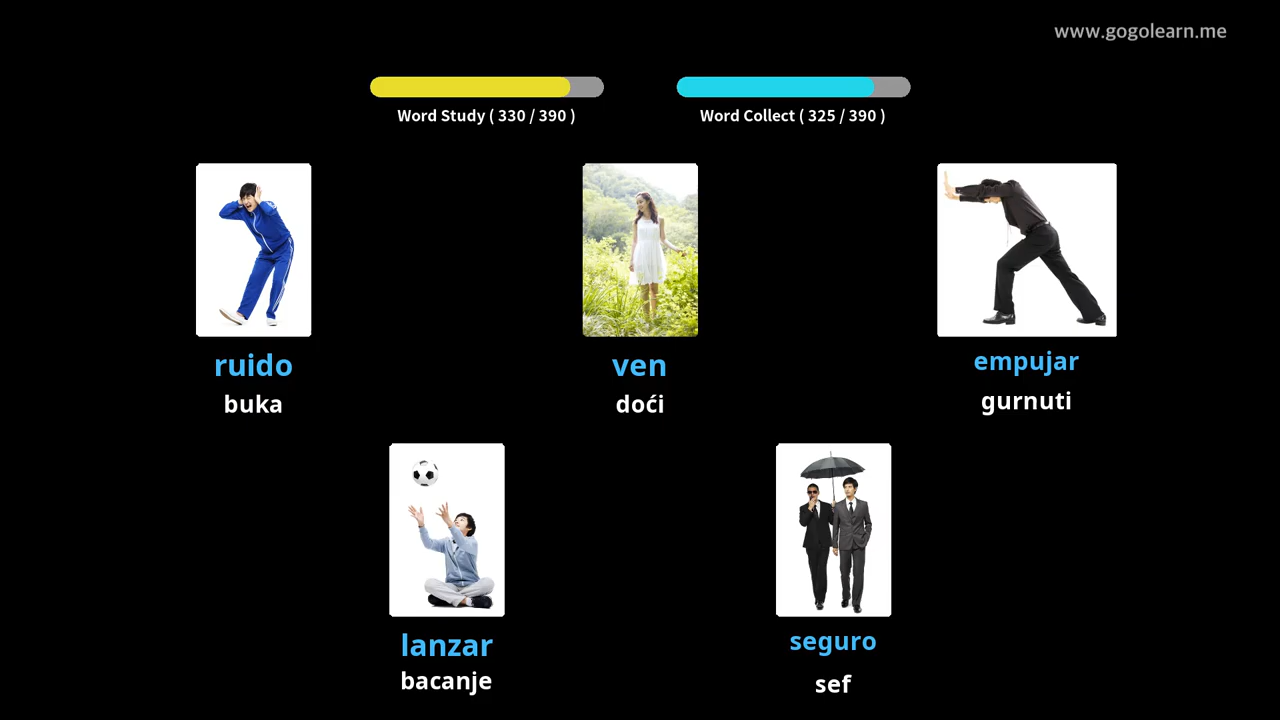 www.gogolearn.me
Word Study ( 330 / 390 )
Word Collect ( 325 / 390 )
ruido
buka
ven
doći
empujar
gurnuti
lanzar
bacanje
seguro
sef